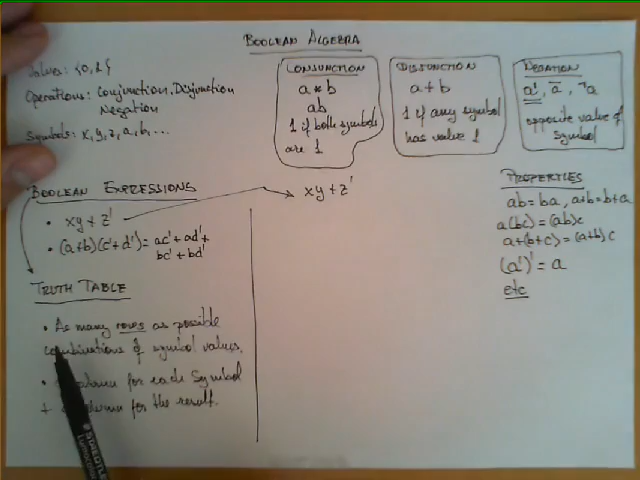 BOOLEAN ALGEBRA
Values: {0,1}
Operations: Conjunction, Disjunction
Negation
Symbols: x, y, z, a, b, ...
CONJUNCTION
a * b
ab
1 if both symbols
are 1
DISJUNCTION
a + b
1 if any symbol
has value 1
NEGATION
a', a̅, ¬a
opposite value of
symbol
BOOLEAN EXPRESSIONS
• xy + z'
xy + z'
• (a+b)(c'+d') = ac' + ad' +
bc' + bd'
PROPERTIES
ab = ba, a+b = b+a
a(bc) = (ab)c
a+(b+c) = (a+b)c
(a')' = a
etc
TRUTH TABLE
• As many rows as possible
combinations of symbol values.
• column for each Symbol
+ column for the result.
STAEDTLER